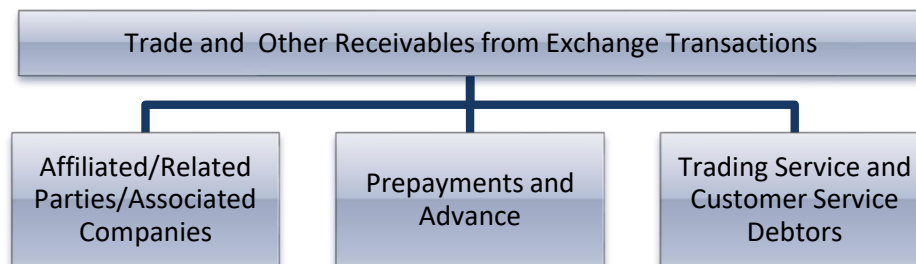 Trade and Other Receivables from Exchange Transactions
Affiliated/Related
Parties/Associated
Companies
Prepayments and
Advance
Trading Service and
Customer Service
Debtors